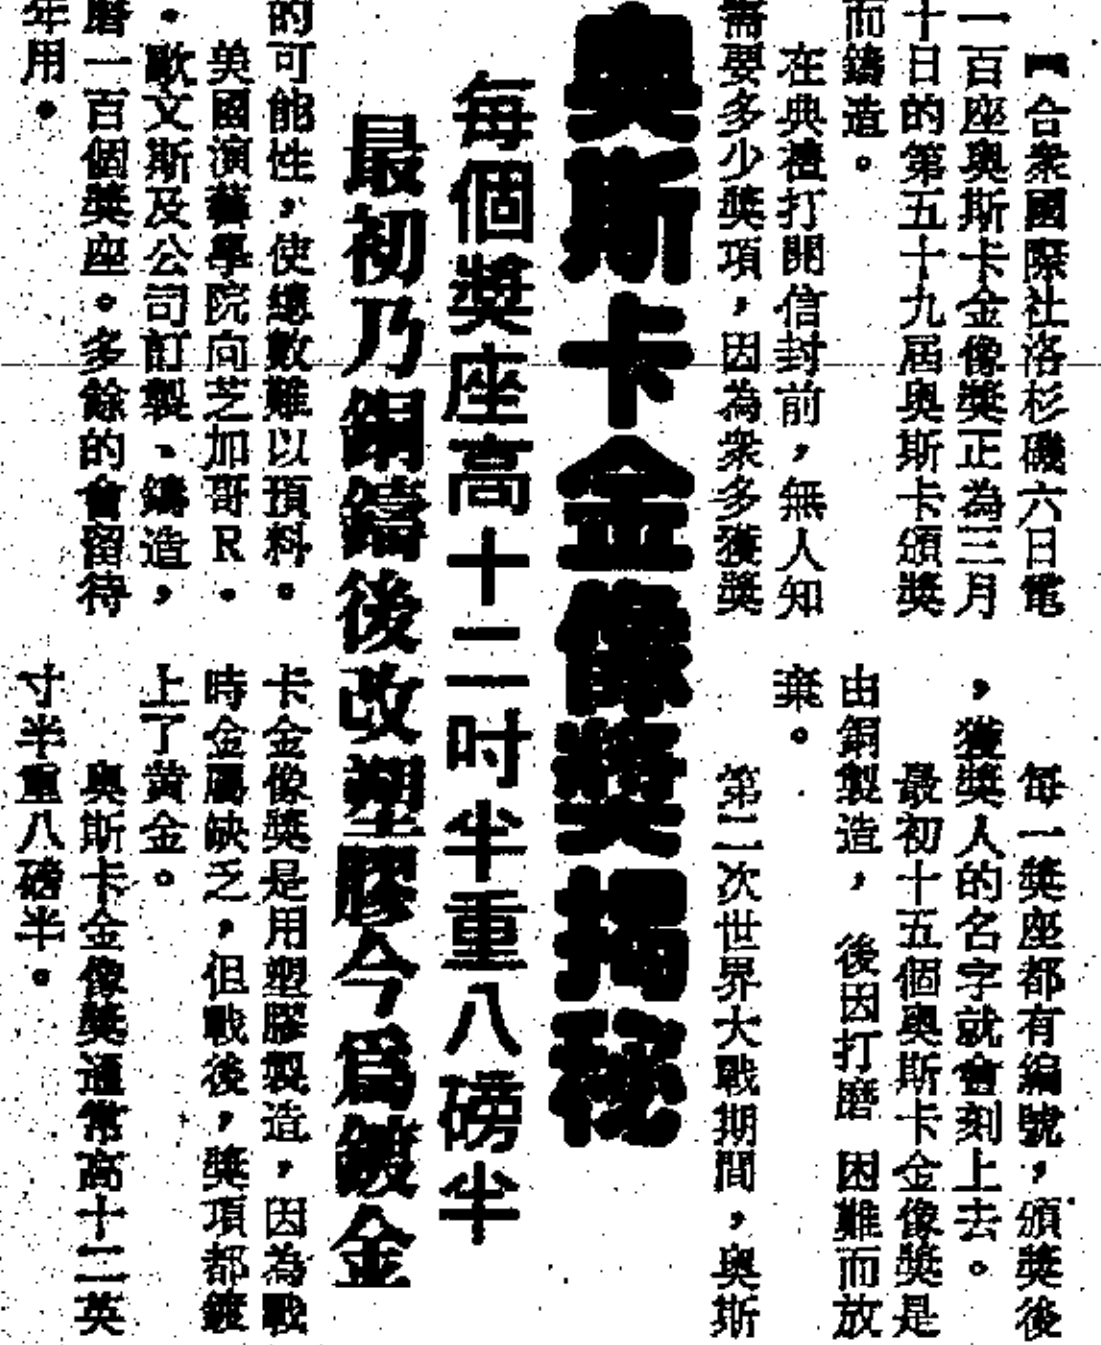 奧斯卡金像獎揭秘
每個獎座高十二吋半重八磅半
最初乃銅鑄後改塑膠今爲鍍金
【合衆國際社洛杉磯六日電
一百座奧斯卡金像獎正為三月
十日的第五十九屆奧斯卡頒獎
而鑄造。
在典禮打開信封前,無人知
需要多少獎項,因為衆多獲獎
的可能性,使總數難以預料。
美國演藝學院向芝加哥R.
.歐文斯及公司訂製、鑄造,
磨一百個獎座。多餘的會留待
年用。
每一獎座都有編號,頒獎後
,獲獎人的名字就會刻上去。
最初十五個奧斯卡金像獎是
由銅製造,後因打磨困難而放
棄。
第二次世界大戰期間,奧斯
卡金像獎是用塑膠製造,因為戰
時金屬缺乏,但戰後,獎項都鍍
上了黃金。
奧斯卡金像獎通常高十二英
寸半重八磅半。